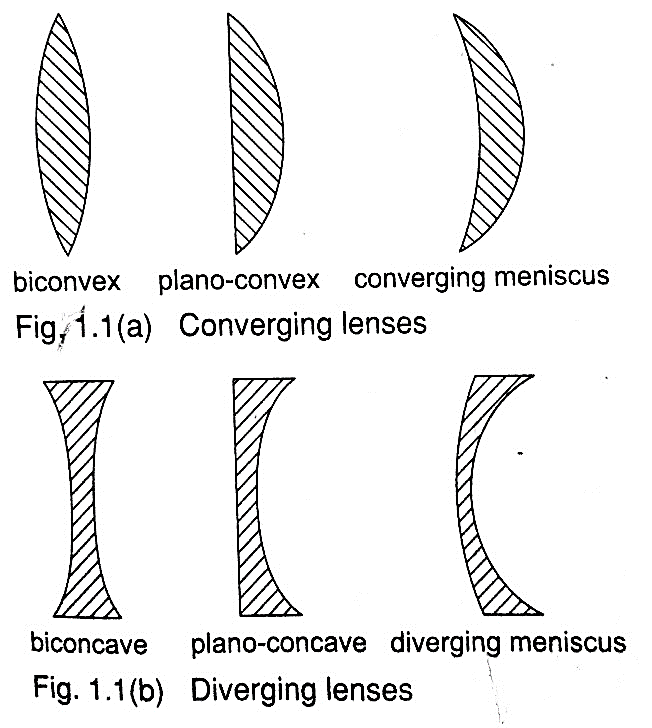 biconvex plano-convex converging meniscus
Fig. 1.1(a) Converging lenses
biconcave plano-concave diverging meniscus
Fig. 1.1(b) Diverging lenses